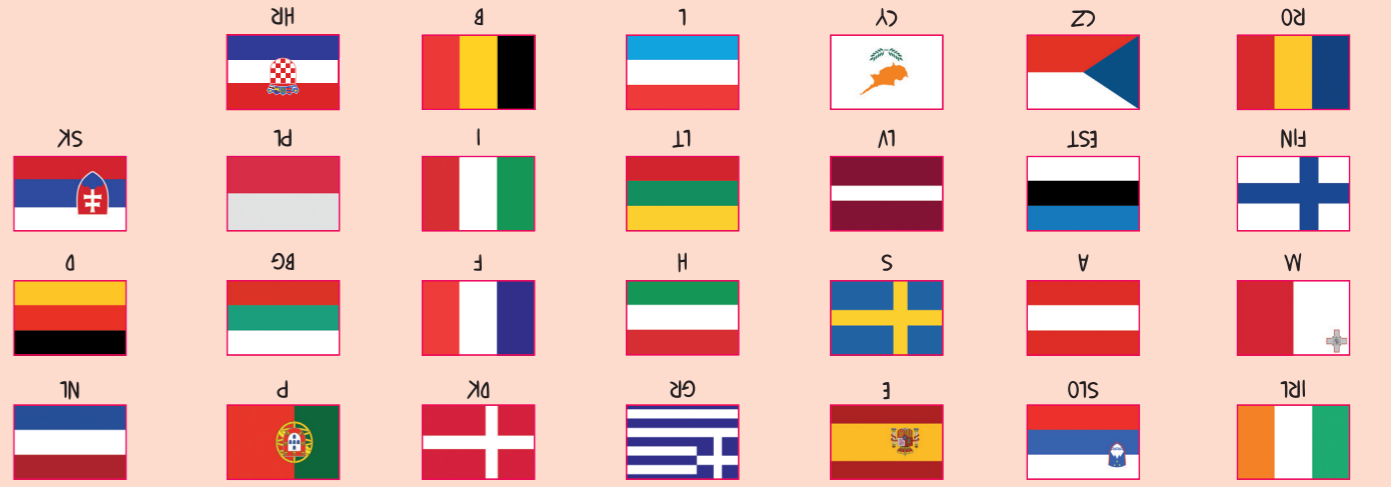 IRL SLO E GR DK P NL
M A S H F BG D
FIN EST LV LT I PL SK
RO CZ CY L B HR